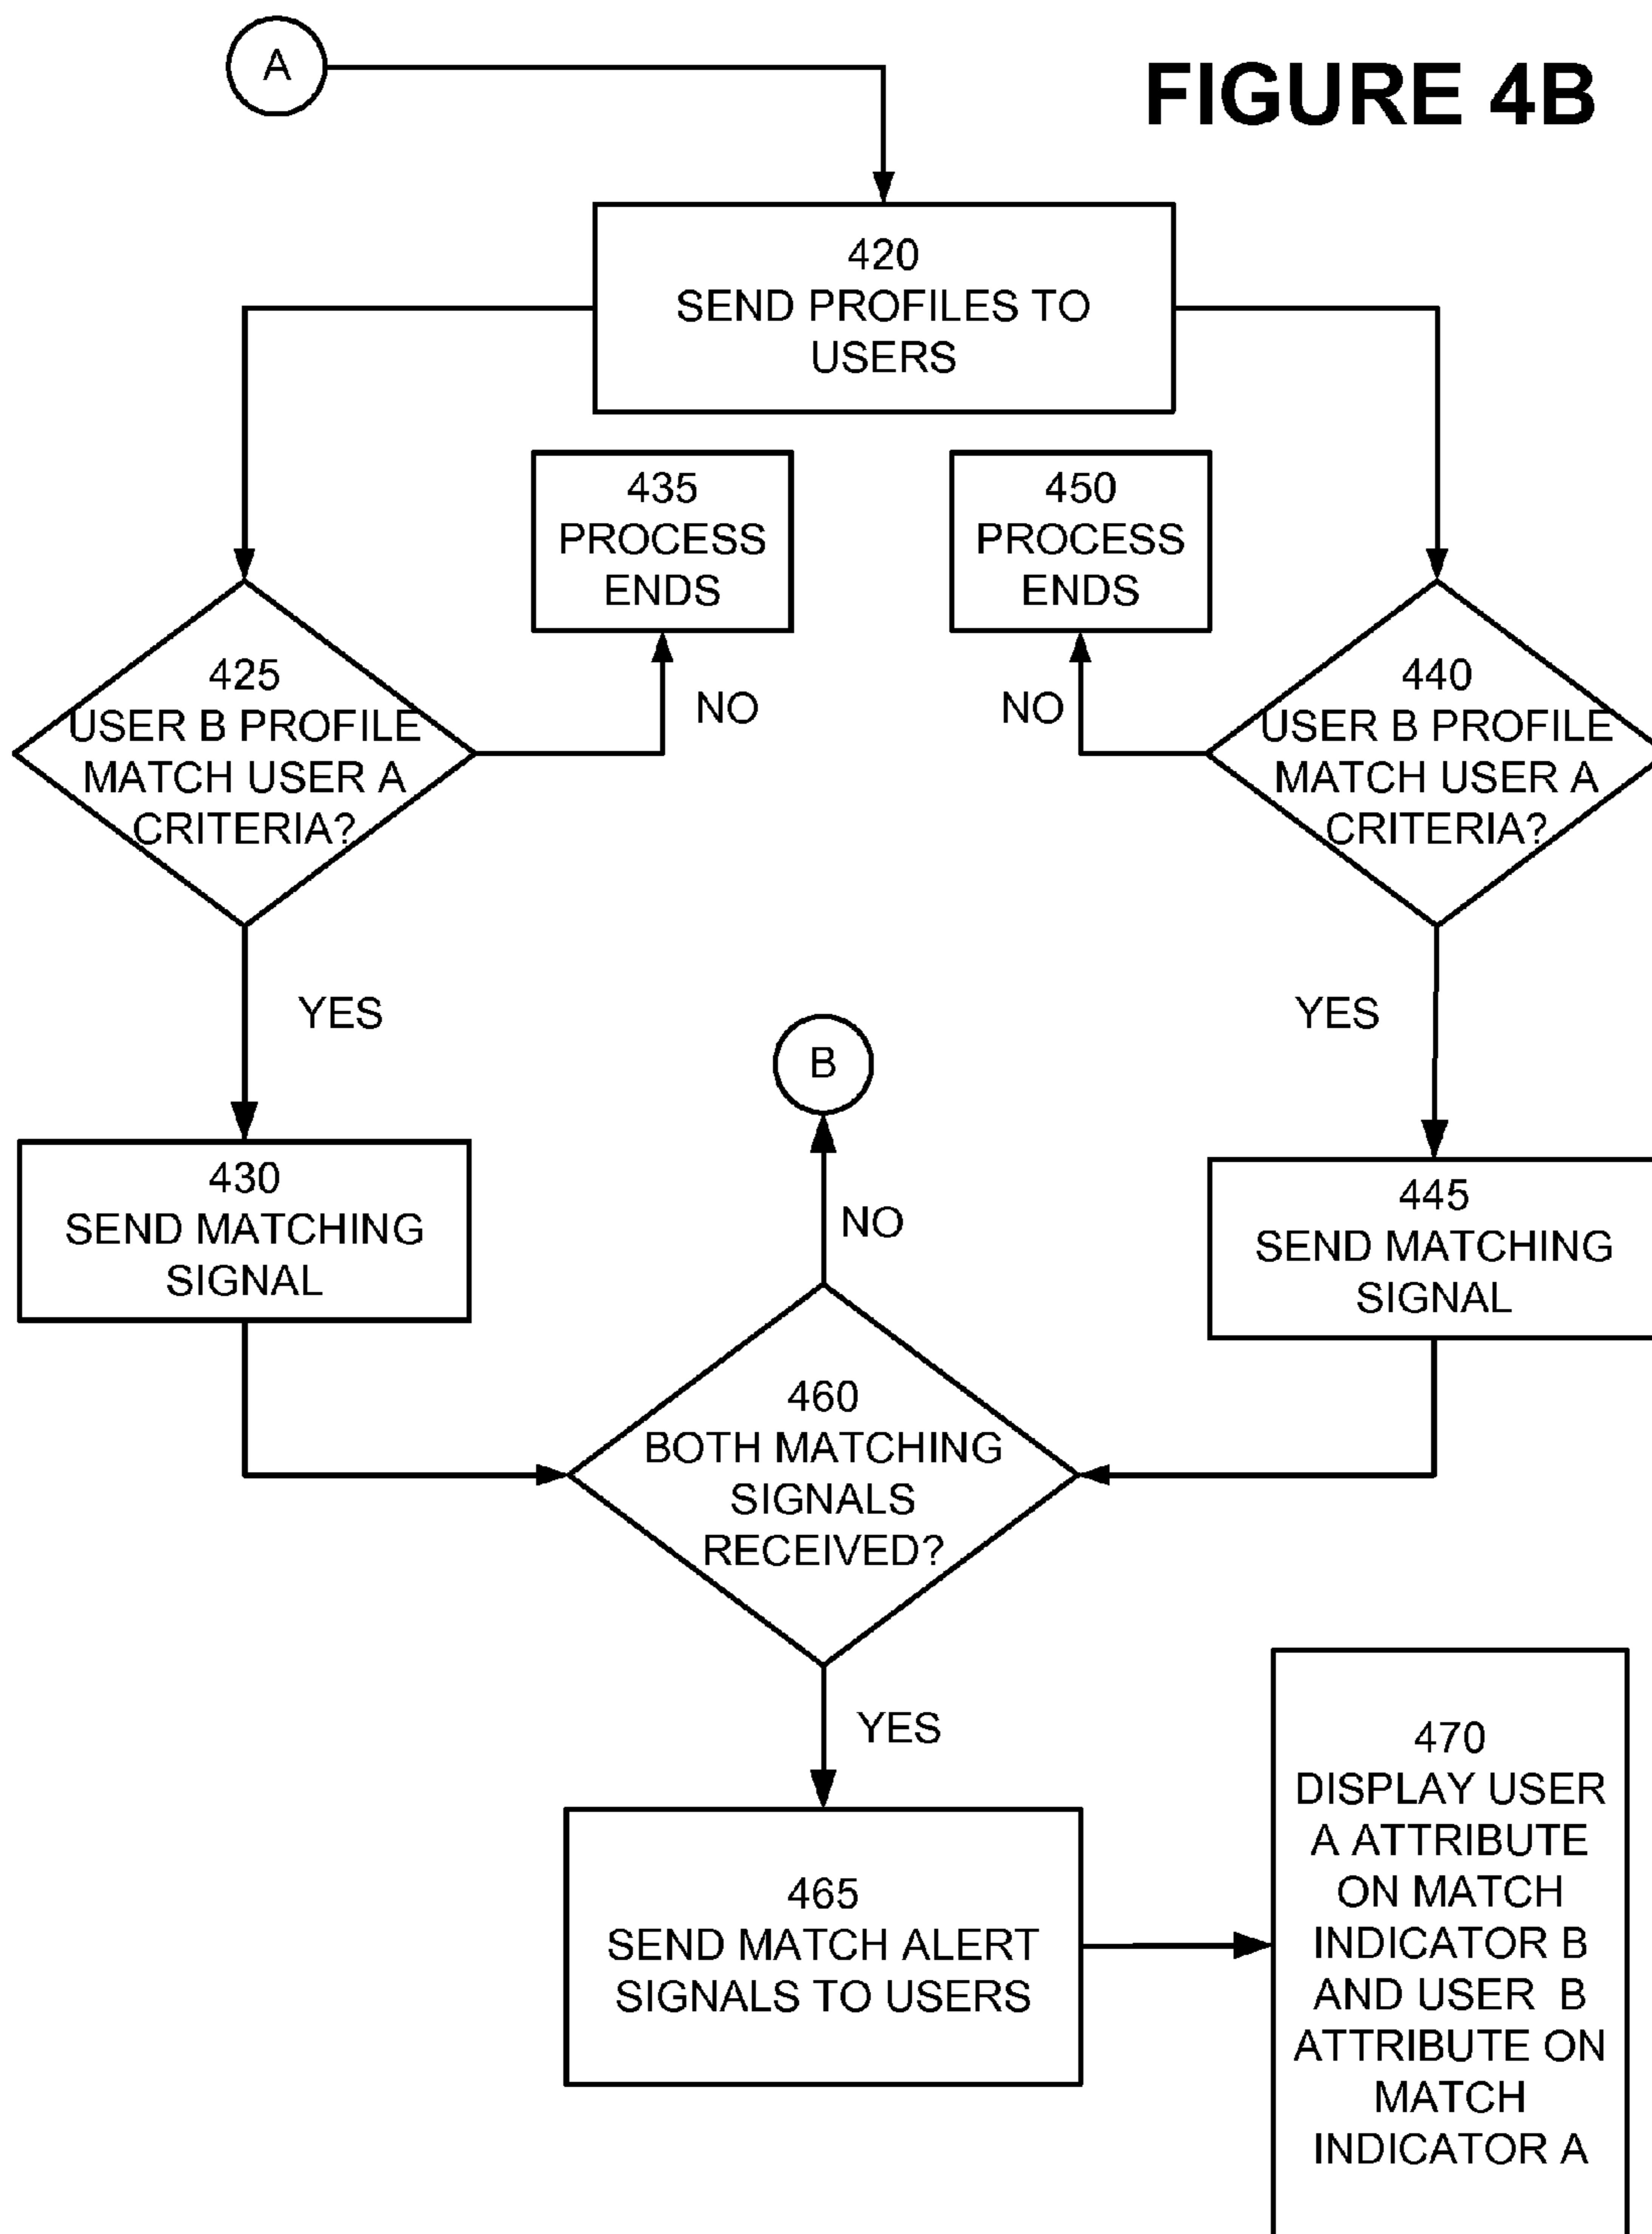 A
FIGURE 4B
420
SEND PROFILES TO
USERS
435
PROCESS
ENDS
450
PROCESS
ENDS
425
USER B PROFILE
MATCH USER A
CRITERIA?
NO
NO
440
USER B PROFILE
MATCH USER A
CRITERIA?
YES
YES
B
430
SEND MATCHING
SIGNAL
NO
445
SEND MATCHING
SIGNAL
460
BOTH MATCHING
SIGNALS
RECEIVED?
YES
465
SEND MATCH ALERT
SIGNALS TO USERS
470
DISPLAY USER
A ATTRIBUTE
ON MATCH
INDICATOR B
AND USER B
ATTRIBUTE ON
MATCH
INDICATOR A